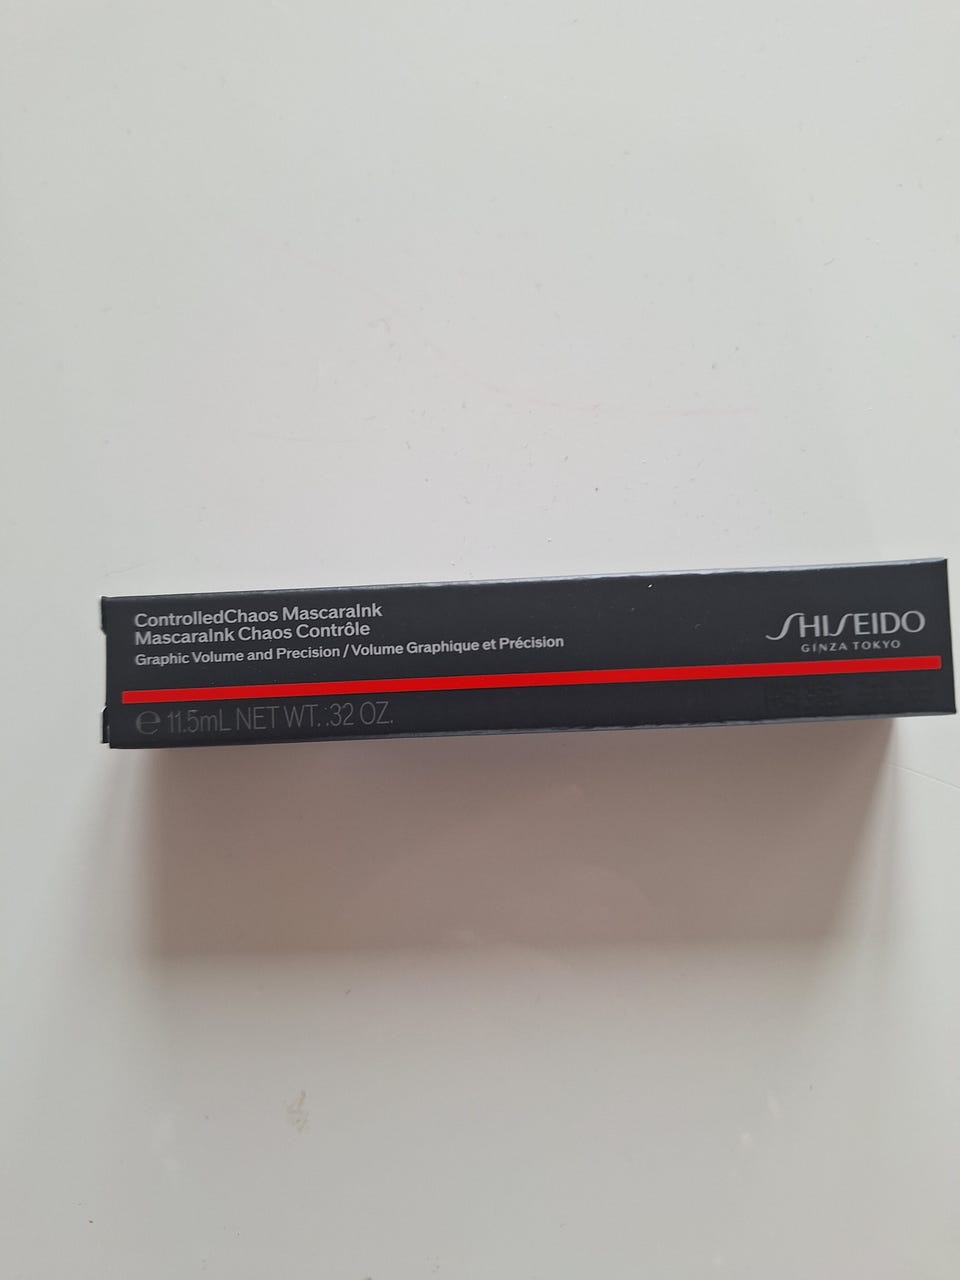 ControlledChaos MascaraInk
MascaraInk Chaos Contrôle
Graphic Volume and Precision / Volume Graphique et Précision
SHISEIDO
GINZA TOKYO
℮ 11.5mL NET WT. .32 OZ.